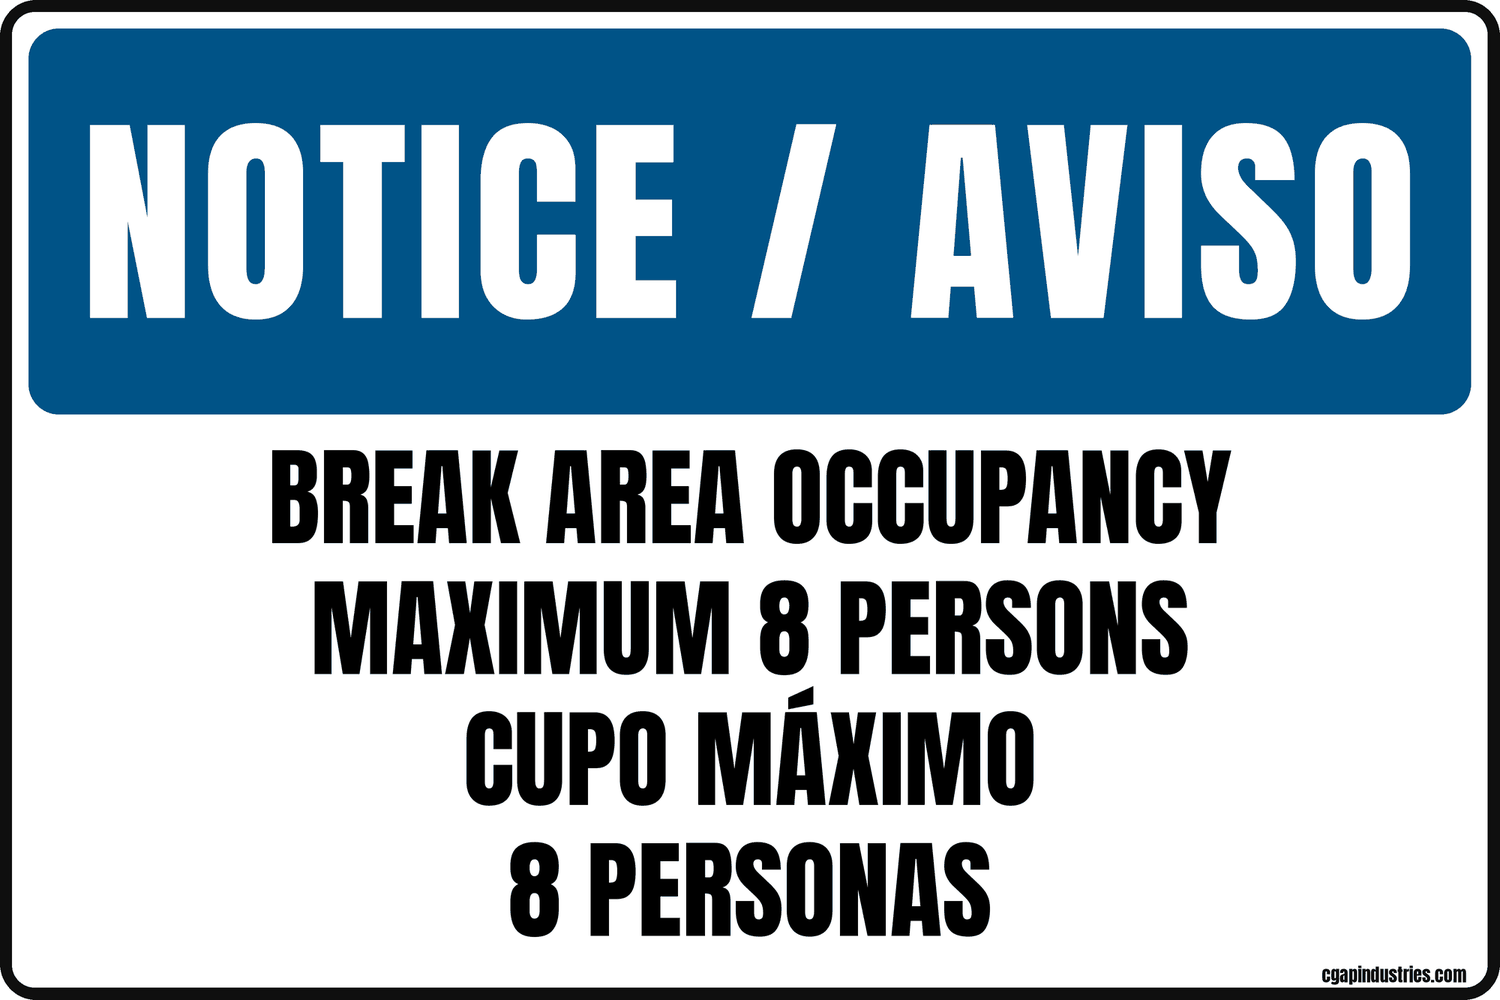 NOTICE / AVISO
BREAK AREA OCCUPANCY
MAXIMUM 8 PERSONS
CUPO MÁXIMO
8 PERSONAS
cgapindustries.com